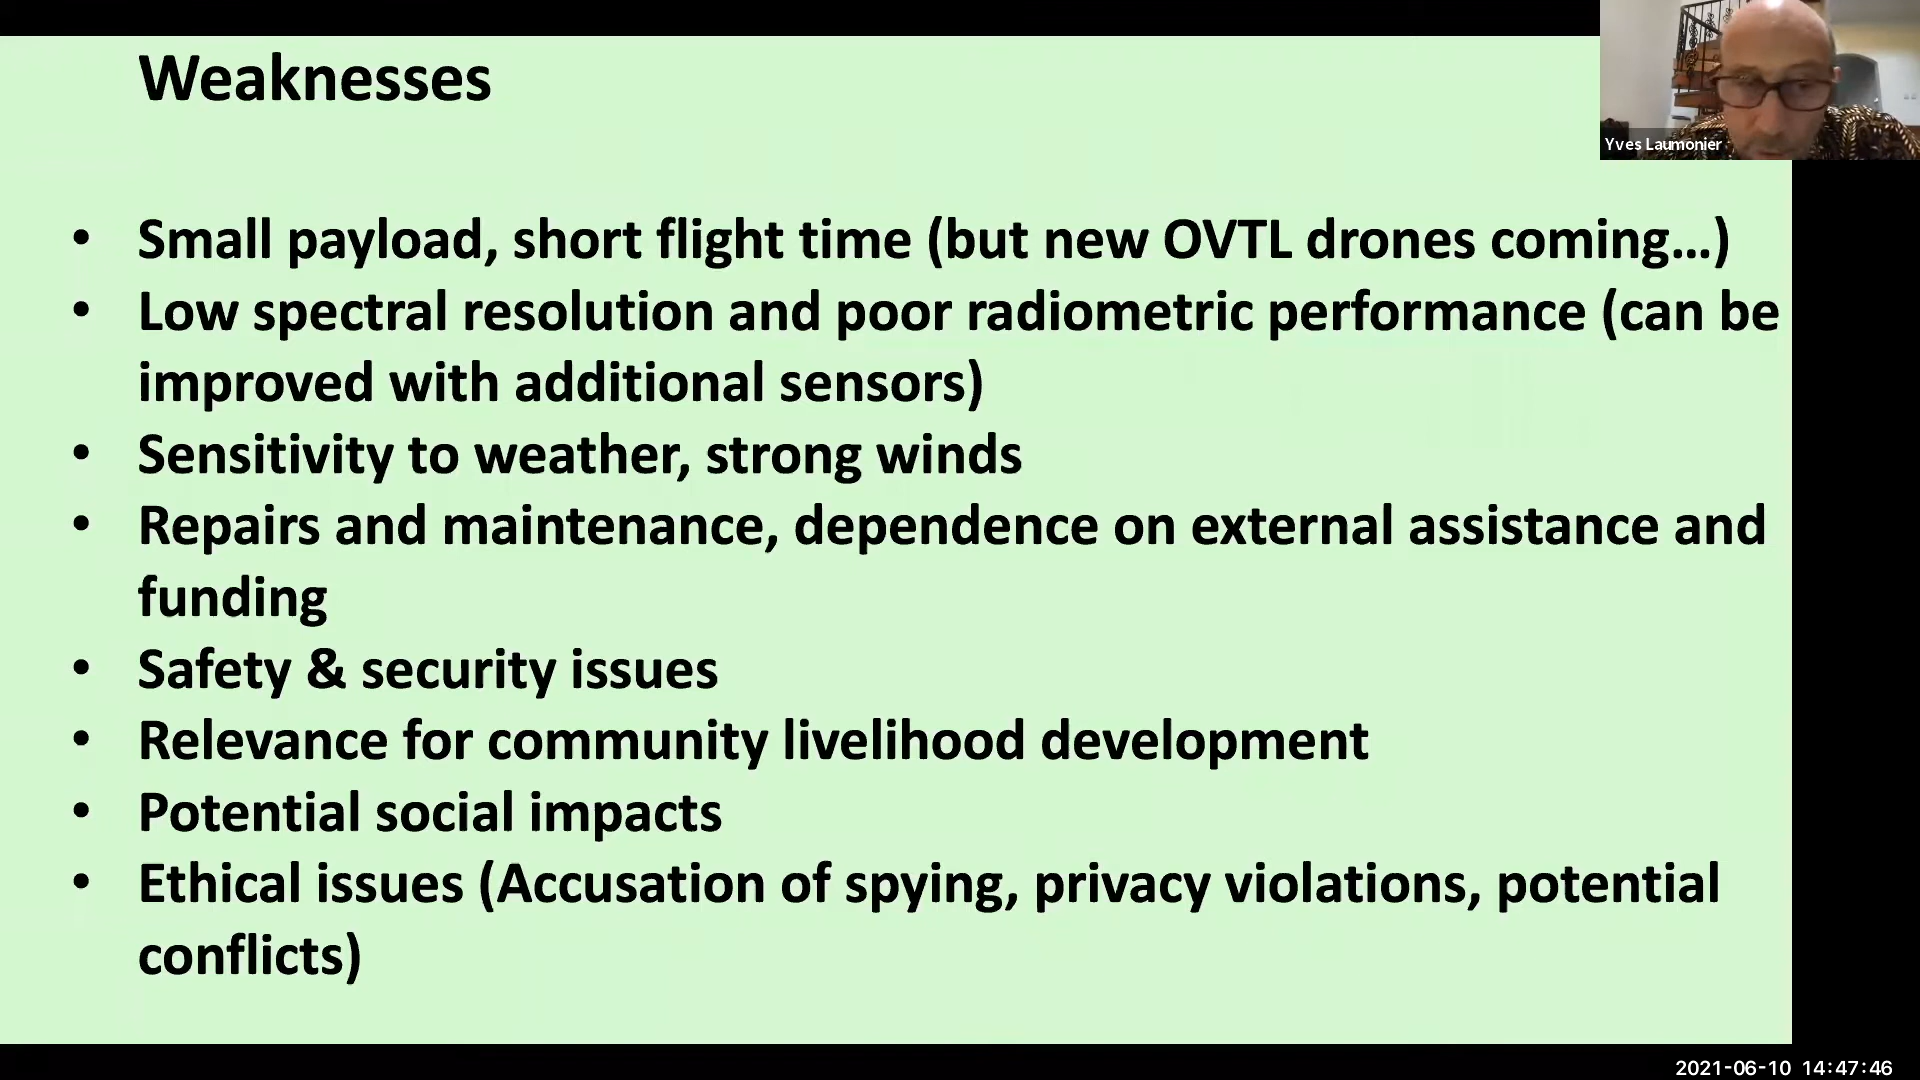 Weaknesses
Yves Laumonier
• Small payload, short flight time (but new OVTL drones coming...)
• Low spectral resolution and poor radiometric performance (can be
improved with additional sensors)
• Sensitivity to weather, strong winds
• Repairs and maintenance, dependence on external assistance and
funding
• Safety & security issues
• Relevance for community livelihood development
• Potential social impacts
• Ethical issues (Accusation of spying, privacy violations, potential
conflicts)
2021-06-10 14:47:46